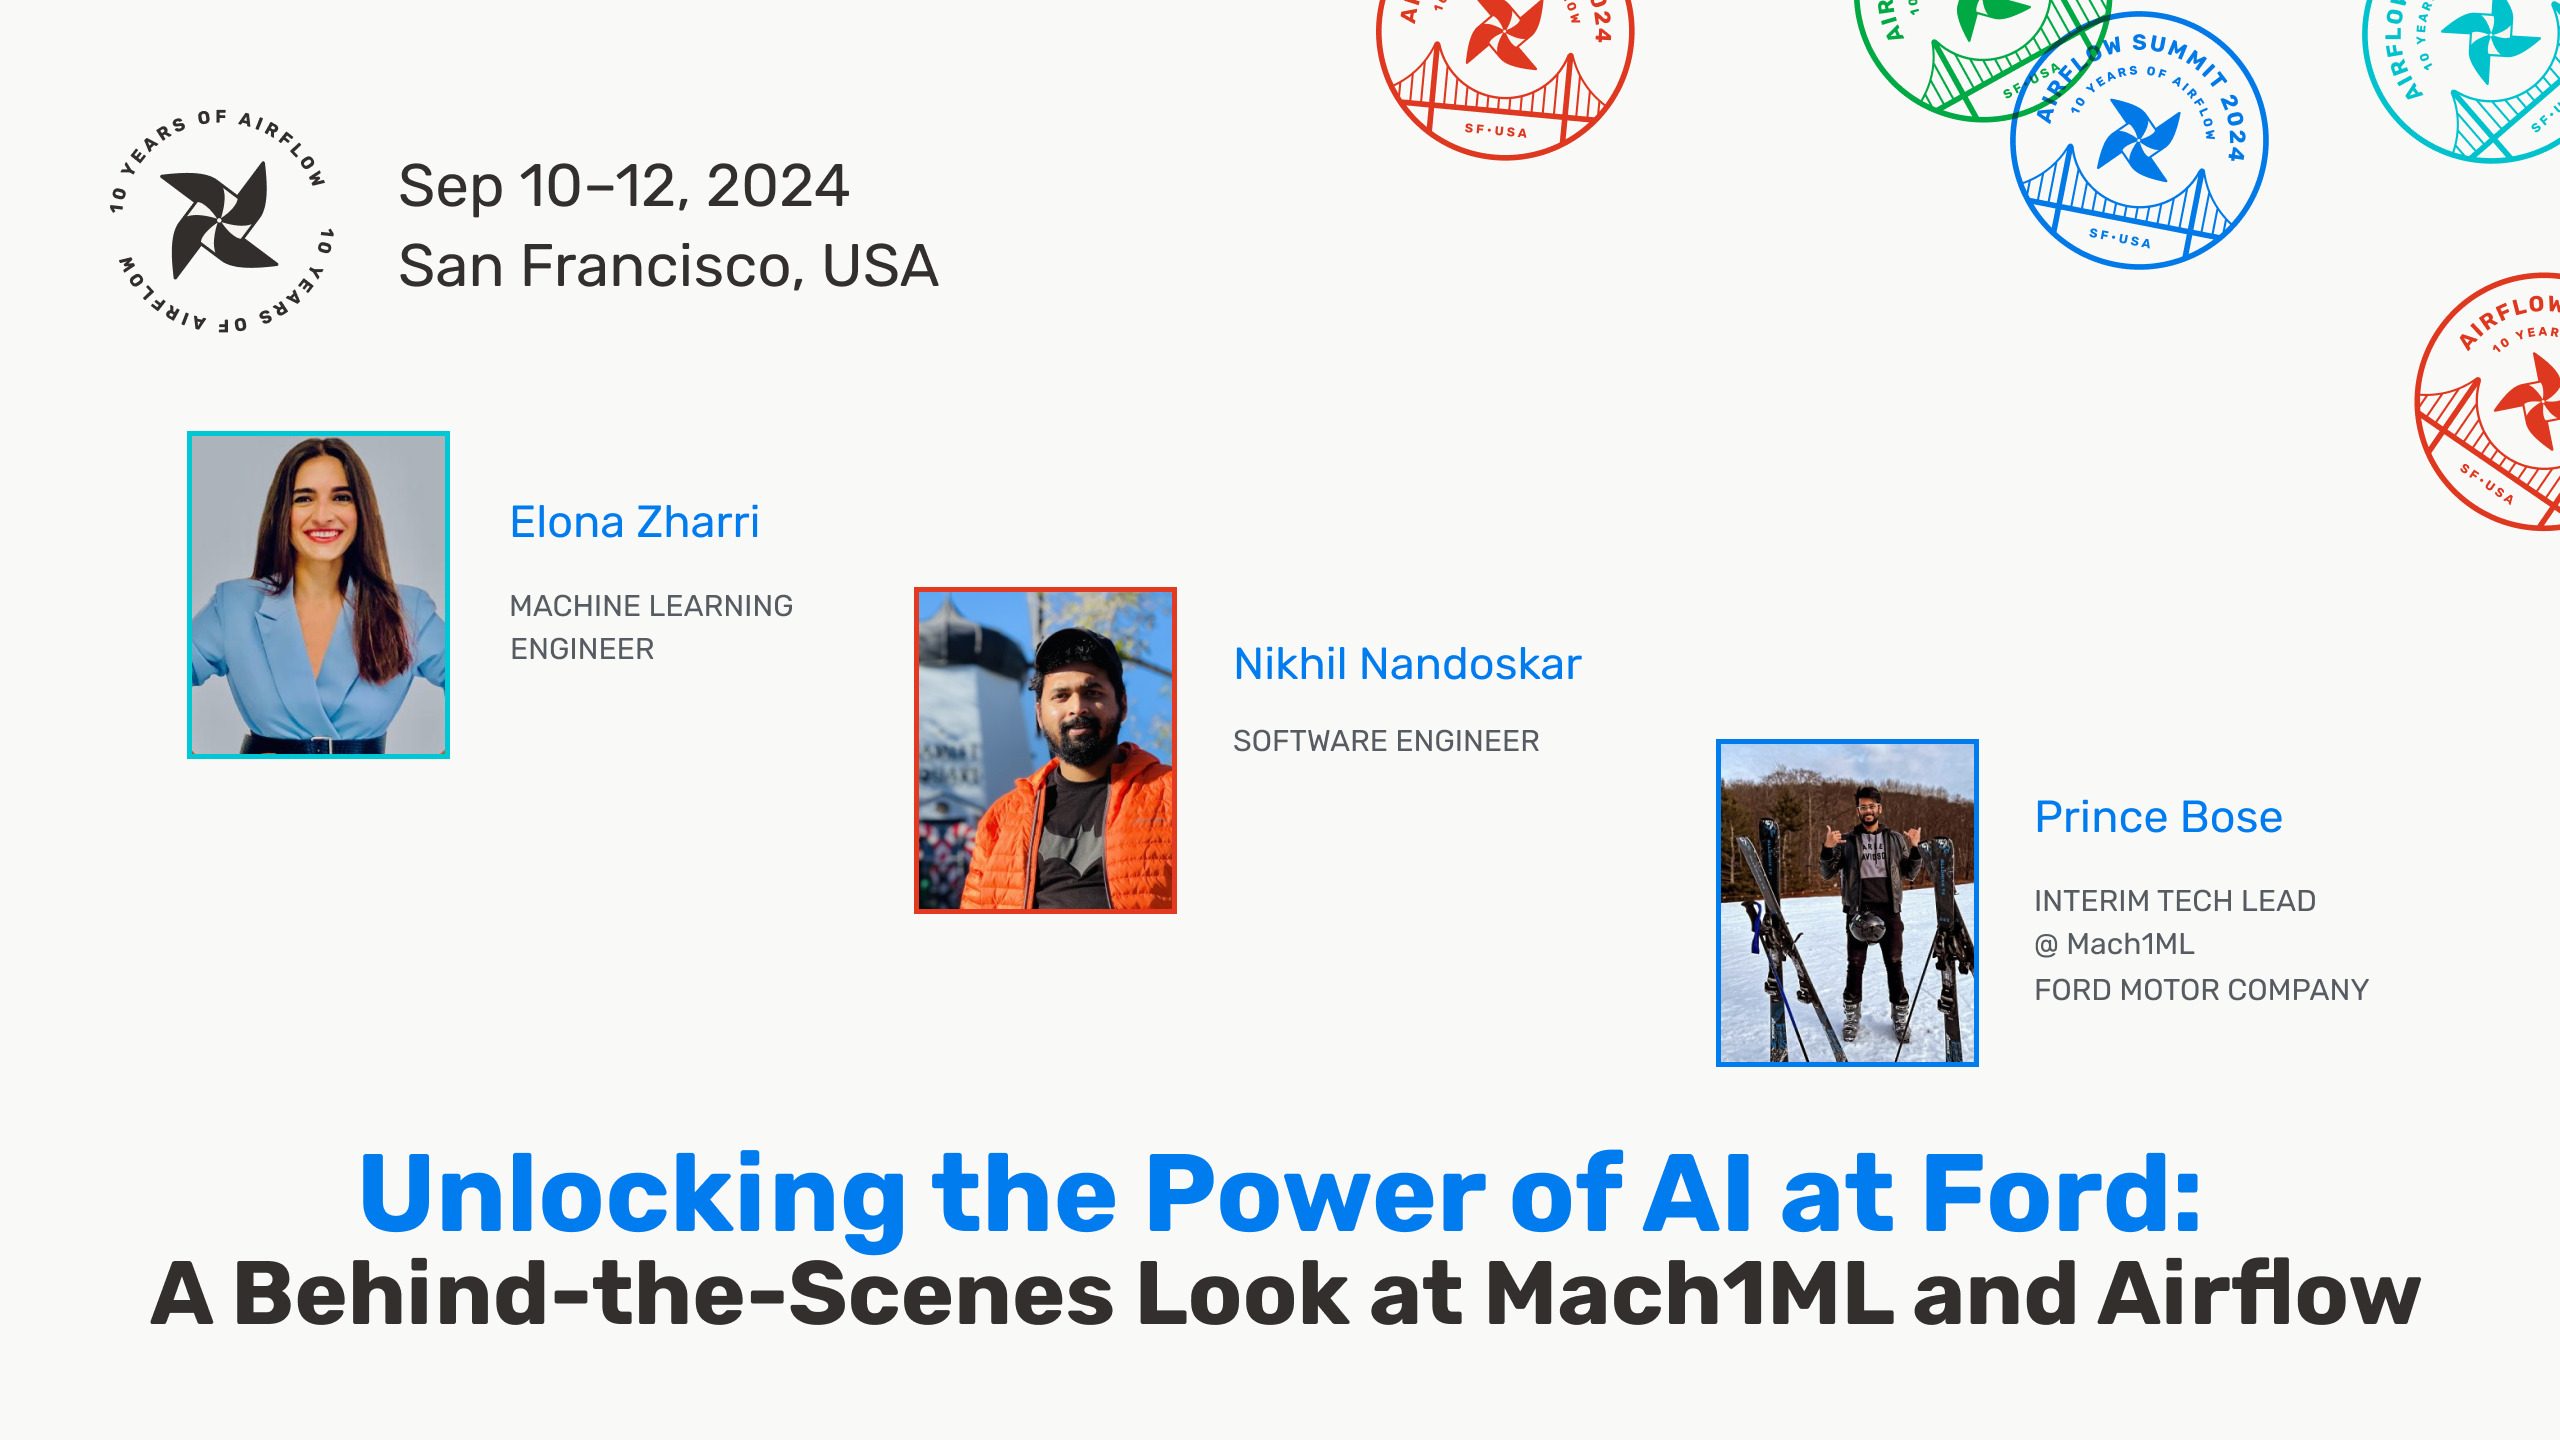 10 YEARS OF AIRFLOW
10 YEARS OF AIRFLOW
Sep 10–12, 2024
San Francisco, USA
SF·USA
SF·USA
AIRFLOW SUMMIT 2024
10 YEARS OF AIRFLOW
SF·USA
AIRFLOW
10 YEARS
AIRFLOW
SF·USA
Elona Zharri
MACHINE LEARNING
ENGINEER
Nikhil Nandoskar
SOFTWARE ENGINEER
Prince Bose
INTERIM TECH LEAD
@ Mach1ML
FORD MOTOR COMPANY
Unlocking the Power of AI at Ford:
A Behind-the-Scenes Look at Mach1ML and Airflow